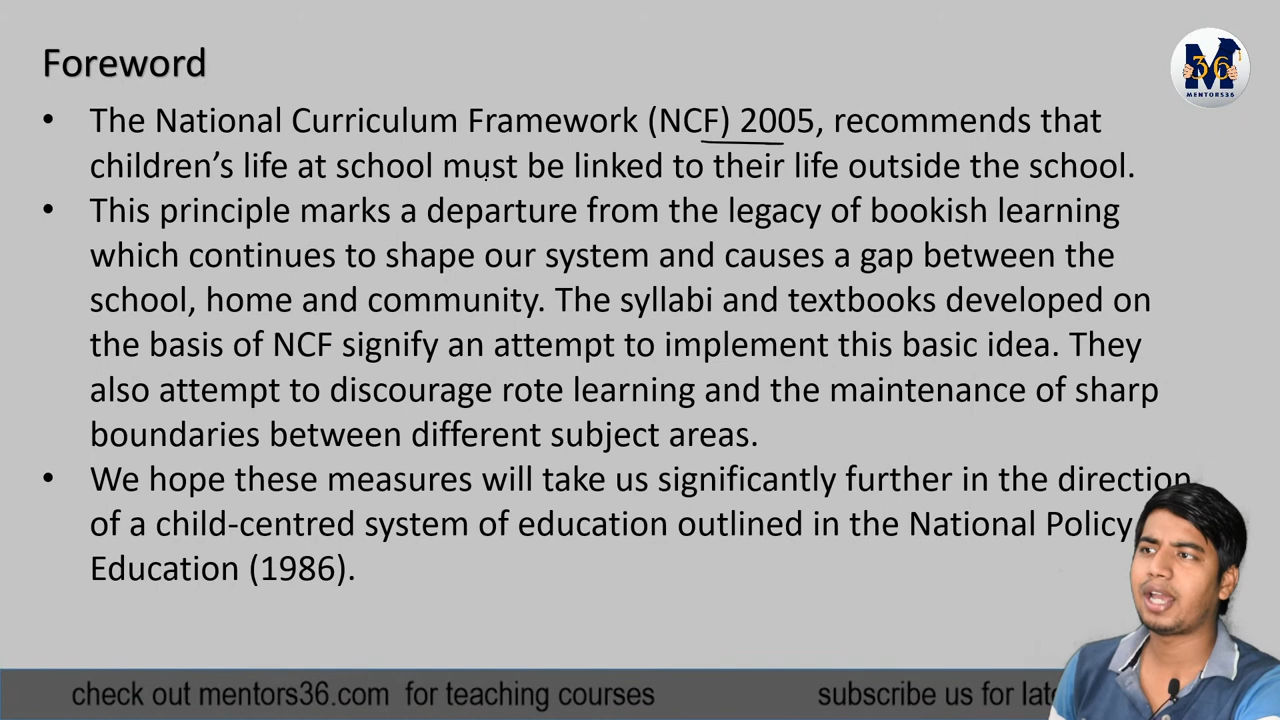 Foreword
M
36
MENTORS36
• The National Curriculum Framework (NCF) 2005, recommends that
children’s life at school must be linked to their life outside the school.
• This principle marks a departure from the legacy of bookish learning
which continues to shape our system and causes a gap between the
school, home and community. The syllabi and textbooks developed on
the basis of NCF signify an attempt to implement this basic idea. They
also attempt to discourage rote learning and the maintenance of sharp
boundaries between different subject areas.
• We hope these measures will take us significantly further in the direction
of a child-centred system of education outlined in the National Policy
Education (1986).
check out mentors36.com for teaching courses
subscribe us for